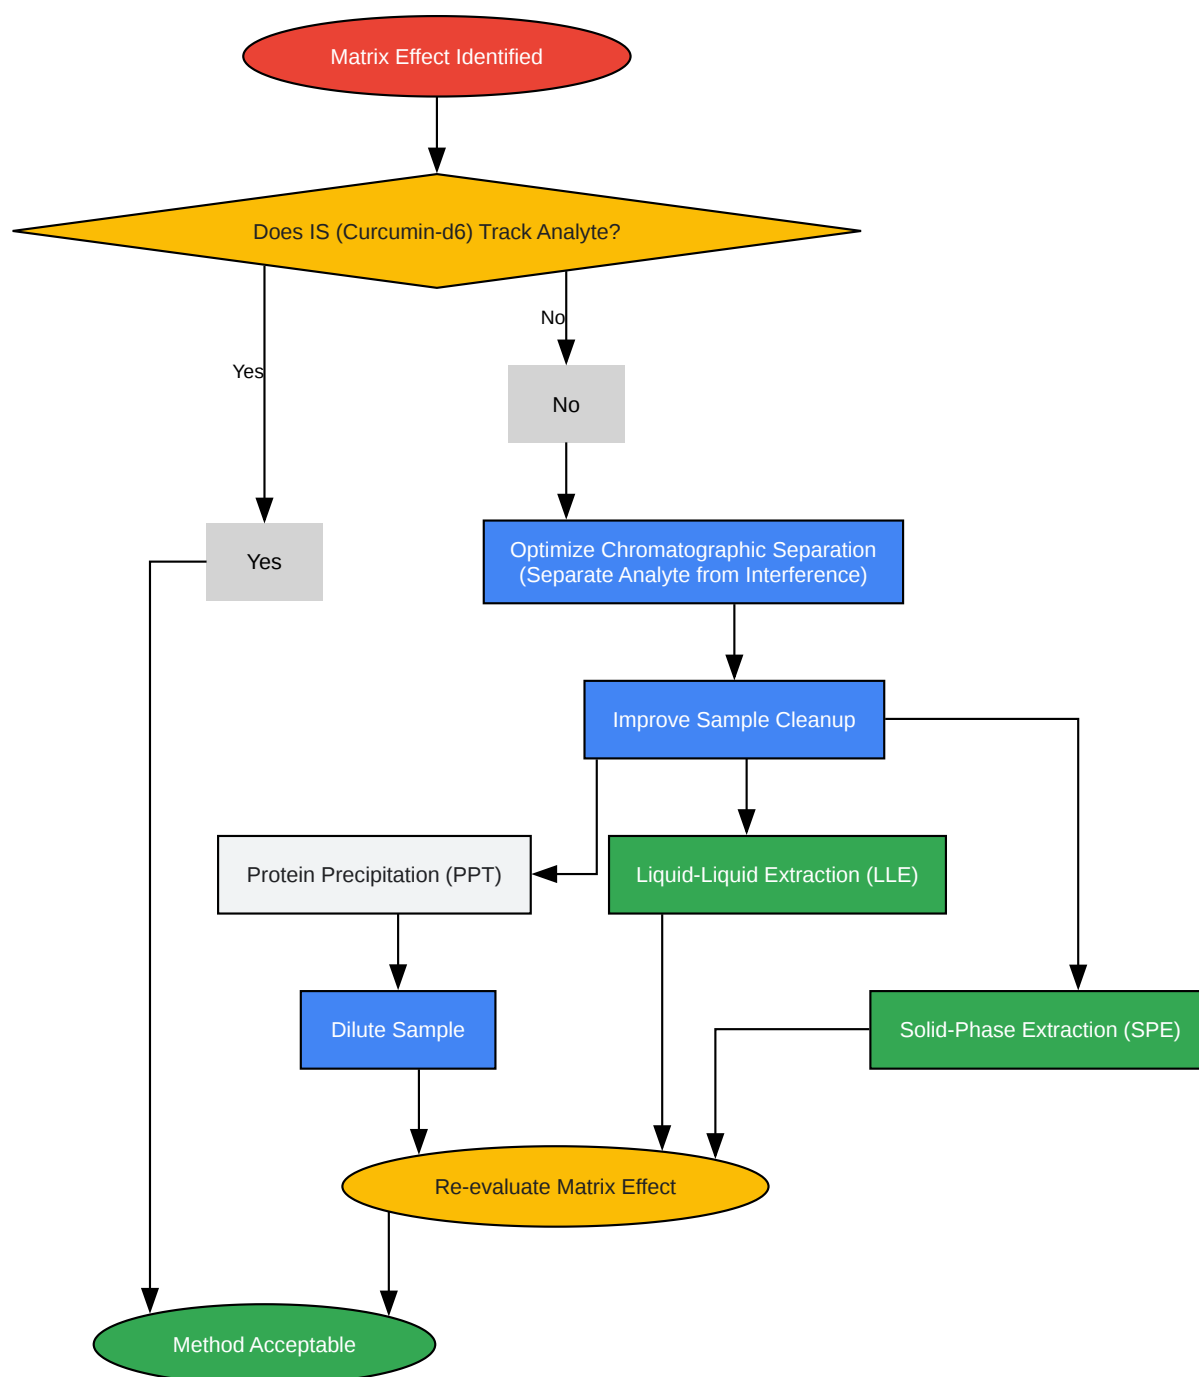 Matrix Effect Identified
Does IS (Curcumin-d6) Track Analyte?
No
Yes
No
Optimize Chromatographic Separation
(Separate Analyte from Interference)
Yes
Improve Sample Cleanup
Protein Precipitation (PPT)
Liquid-Liquid Extraction (LLE)
Dilute Sample
Solid-Phase Extraction (SPE)
Re-evaluate Matrix Effect
Method Acceptable